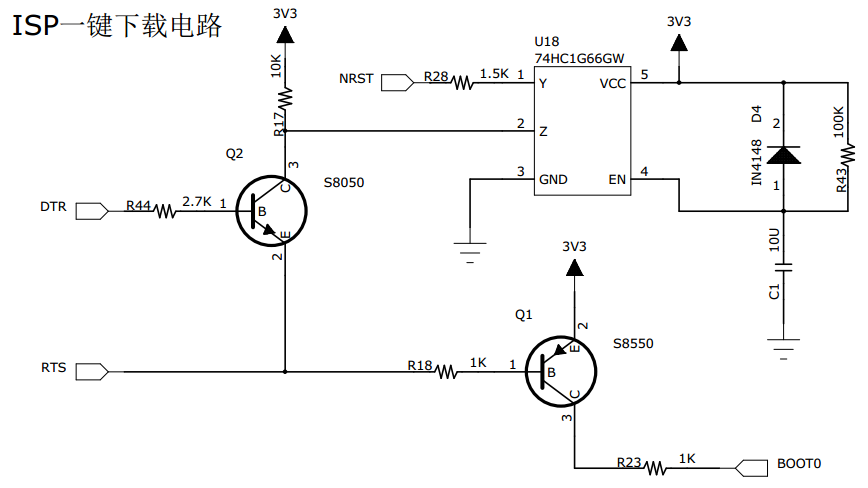 ISP一键下载电路
3V3
10K
R17
Q2
3
C
S8050
DTR
R44
2.7K
1
B
E
2
NRST
R28
1.5K
U18
74HC1G66GW
1
Y
VCC
5
2
Z
3
GND
EN
4
3V3
D4
2
IN4148
1
100K
R43
10U
C1
3V3
2
Q1
E
S8550
RTS
R18
1K
1
B
C
3
R23
1K
BOOT0